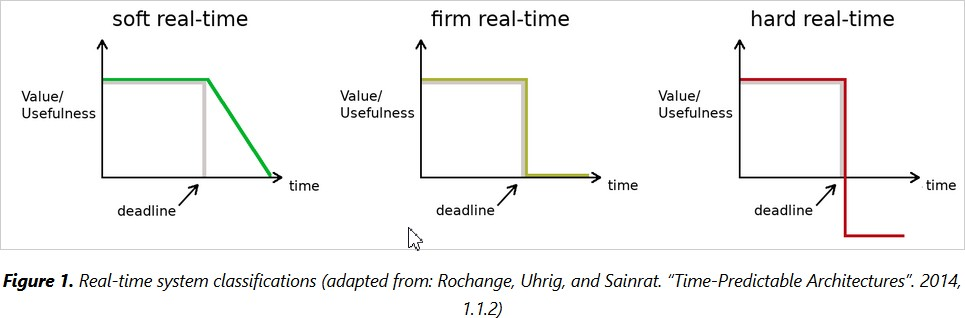 soft real-time
firm real-time
hard real-time
Value/
Usefulness
time
deadline
Value/
Usefulness
time
deadline
Value/
Usefulness
time
deadline
Figure 1. Real-time system classifications (adapted from: Rochange, Uhrig, and Sainrat. “Time-Predictable Architectures”. 2014,
1.1.2)